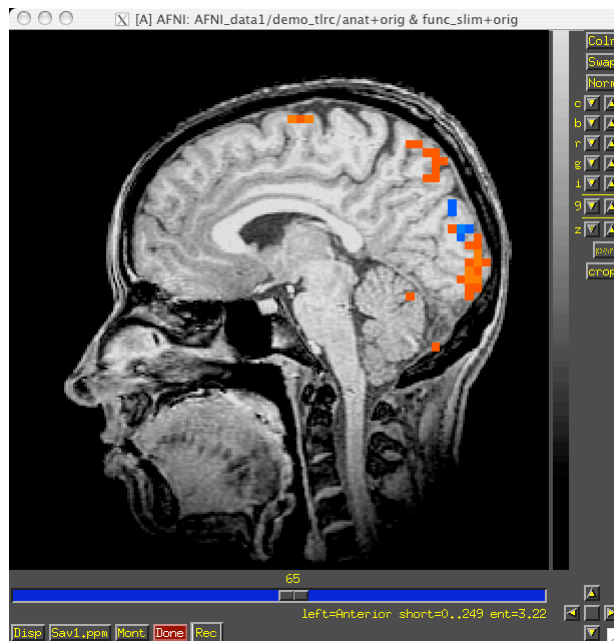 [A] AFNI: AFNI_data1/demo_tlrc/anat+orig & func_slim+orig
Colr
Swap
Norm
c
b
r
g
i
9
z
pan
crop
65
left=Anterior short=0..249 ent=3.22
Disp Sav1.ppm Mont Done Rec